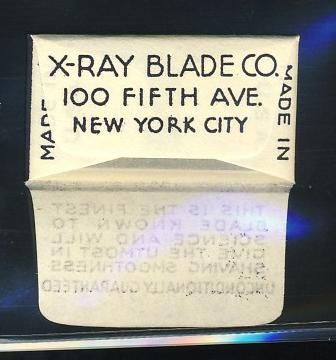 X-RAY BLADE CO.
100 FIFTH AVE.
NEW YORK CITY
MADE
MADE IN
THIS IS THE FINEST
BLADE KNOWN TO
SCIENCE AND WILL
GIVE THE UTMOST IN
SHAVING SMOOTHNESS
UNCONDITIONALLY GUARANTEED